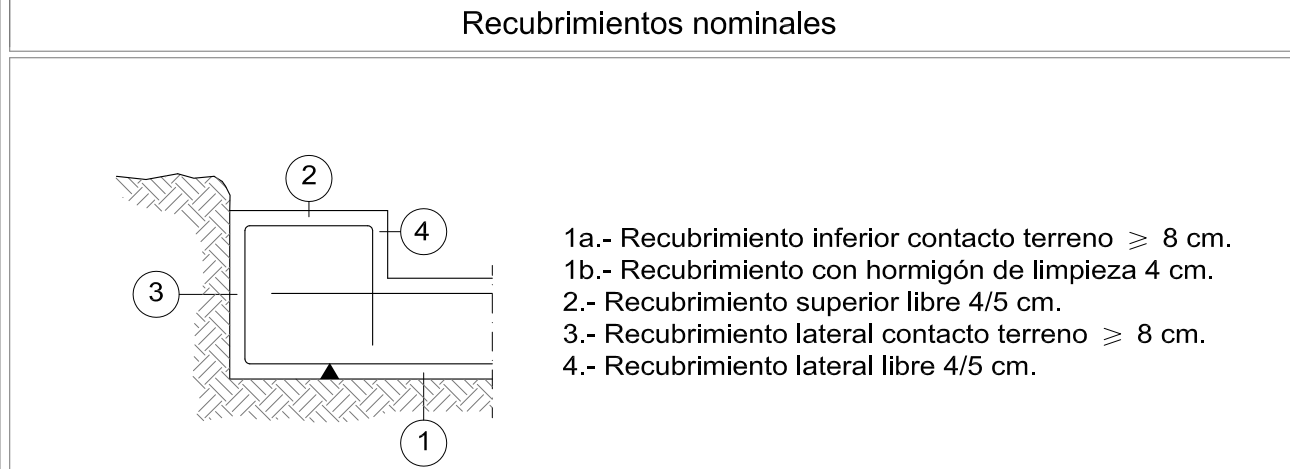 Recubrimientos nominales
2
4
3
1
1a.- Recubrimiento inferior contacto terreno ≥ 8 cm.
1b.- Recubrimiento con hormigón de limpieza 4 cm.
2.- Recubrimiento superior libre 4/5 cm.
3.- Recubrimiento lateral contacto terreno ≥ 8 cm.
4.- Recubrimiento lateral libre 4/5 cm.